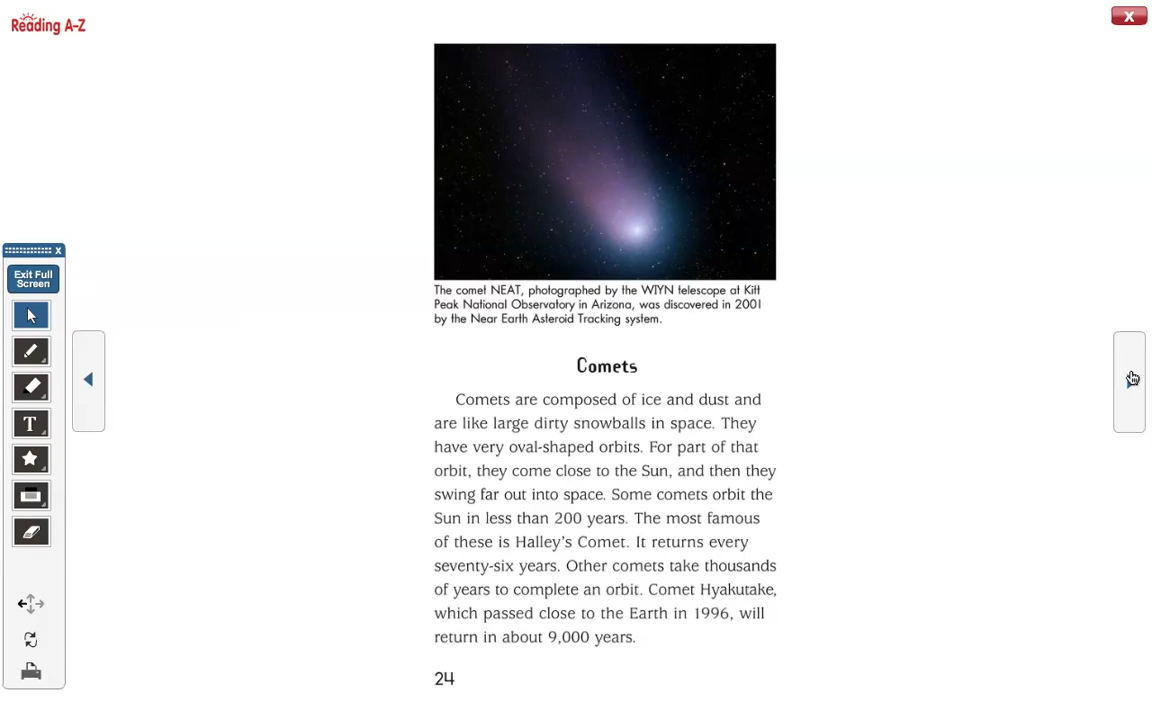 Reading A-Z
X
x
Exit Full
Screen
T
The comet NEAT, photographed by the WIYN telescope at Kitt
Peak National Observatory in Arizona, was discovered in 2001
by the Near Earth Asteroid Tracking system.
Comets
Comets are composed of ice and dust and
are like large dirty snowballs in space. They
have very oval-shaped orbits. For part of that
orbit, they come close to the Sun, and then they
swing far out into space. Some comets orbit the
Sun in less than 200 years. The most famous
of these is Halley's Comet. It returns every
seventy-six years. Other comets take thousands
of years to complete an orbit. Comet Hyakutake,
which passed close to the Earth in 1996, will
return in about 9,000 years.
24